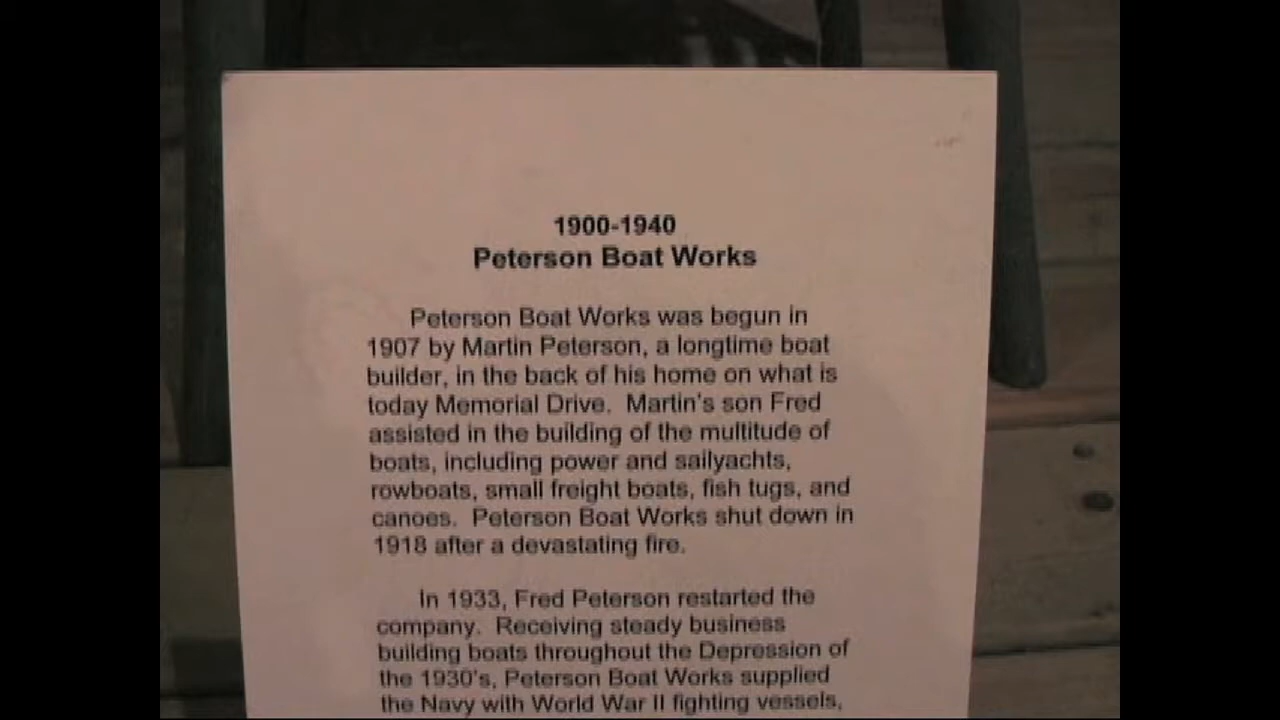 1900-1940
Peterson Boat Works
Peterson Boat Works was begun in
1907 by Martin Peterson, a longtime boat
builder, in the back of his home on what is
today Memorial Drive. Martin's son Fred
assisted in the building of the multitude of
boats, including power and sailyachts,
rowboats, small freight boats, fish tugs, and
canoes. Peterson Boat Works shut down in
1918 after a devastating fire.
In 1933, Fred Peterson restarted the
company. Receiving steady business
building boats throughout the Depression of
the 1930's, Peterson Boat Works supplied
the Navy with World War II fighting vessels,